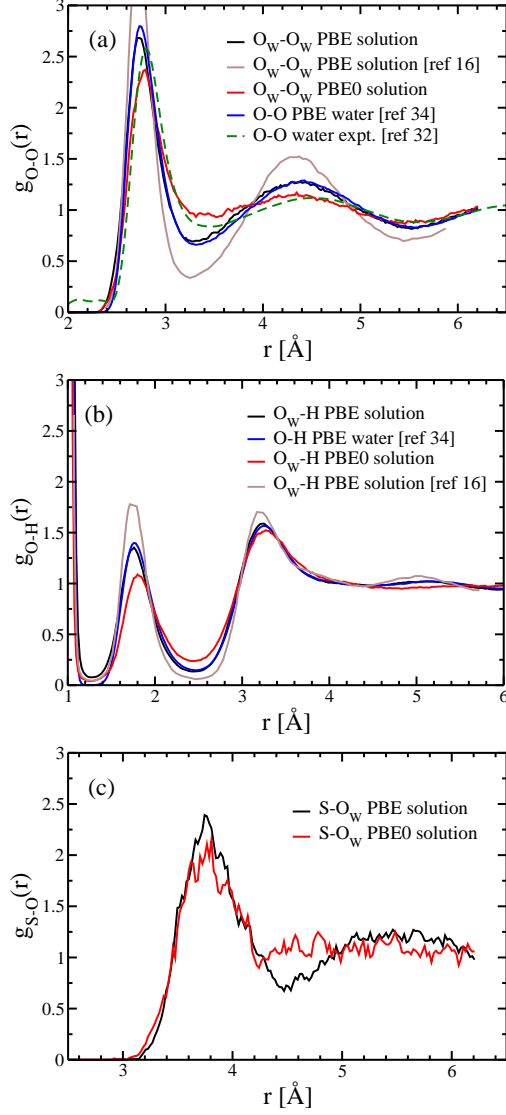 (a)
O_W-O_W PBE solution
O_W-O_W PBE solution [ref 16]
O_W-O_W PBE0 solution
O-O PBE water [ref 34]
O-O water expt. [ref 32]
g_O-O(r)
3
2.5
2
1.5
1
0.5
0
2 3 4 5 6
r [Å]
(b)
O_W-H PBE solution
O-H PBE water [ref 34]
O_W-H PBE0 solution
O_W-H PBE solution [ref 16]
g_O-H(r)
3
2.5
2
1.5
1
0.5
0
1 2 3 4 5 6
r [Å]
(c)
S-O_W PBE solution
S-O_W PBE0 solution
g_S-O(r)
3
2.5
2
1.5
1
0.5
0
3 4 5 6
r [Å]